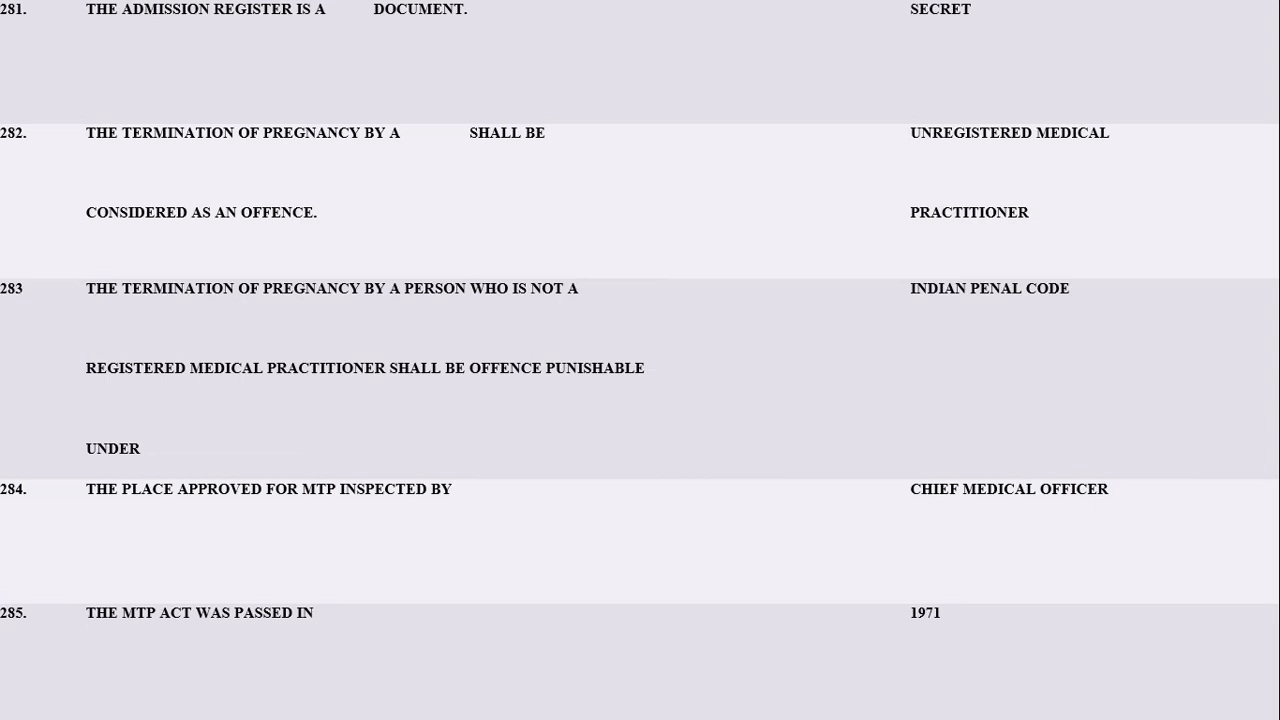 281. THE ADMISSION REGISTER IS A DOCUMENT. SECRET
282. THE TERMINATION OF PREGNANCY BY A SHALL BE UNREGISTERED MEDICAL
CONSIDERED AS AN OFFENCE. PRACTITIONER
283 THE TERMINATION OF PREGNANCY BY A PERSON WHO IS NOT A INDIAN PENAL CODE
REGISTERED MEDICAL PRACTITIONER SHALL BE OFFENCE PUNISHABLE
UNDER
284. THE PLACE APPROVED FOR MTP INSPECTED BY CHIEF MEDICAL OFFICER
285. THE MTP ACT WAS PASSED IN 1971